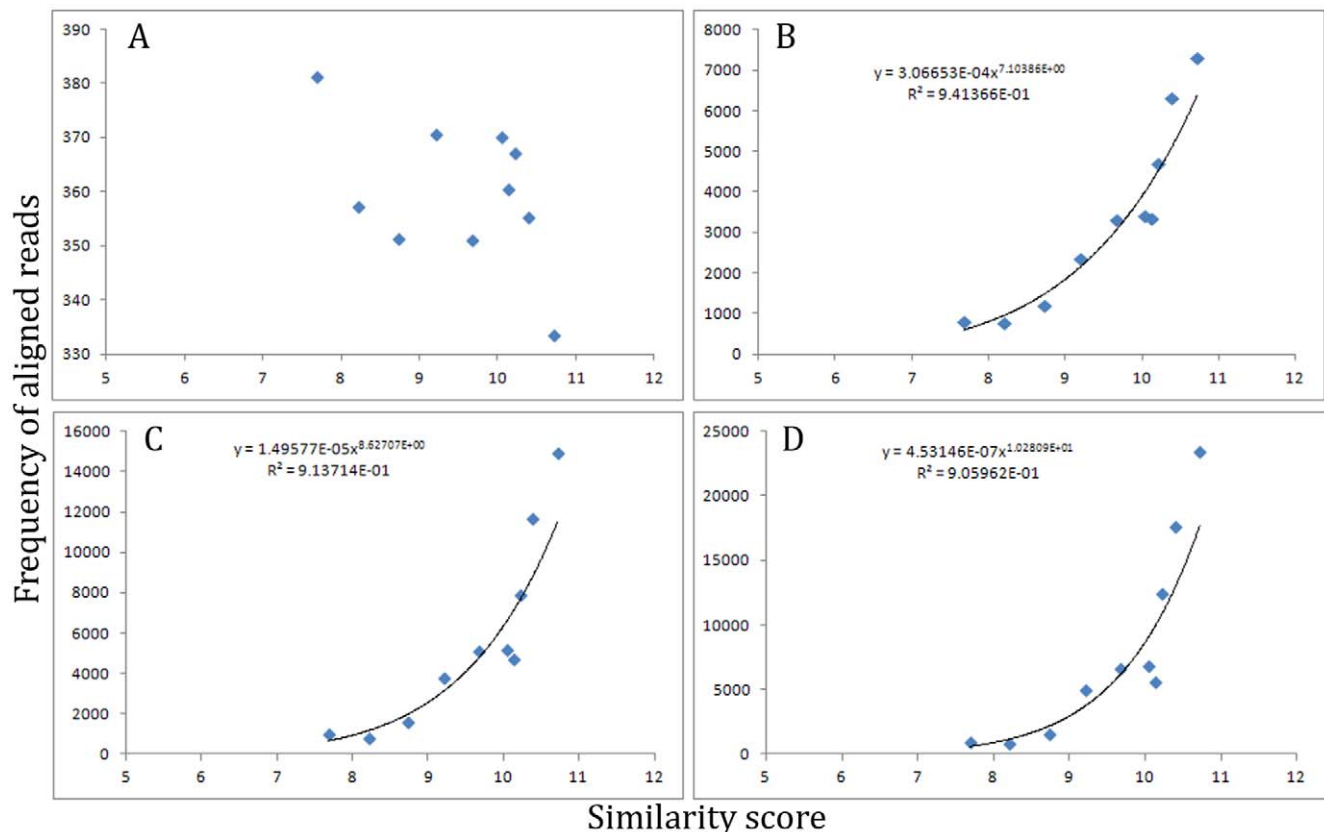 Frequency of aligned reads
A
390
380
370
360
350
340
330
5 6 7 8 9 10 11 12
B
y = 3.06653E-04x^7.10386E+00
R² = 9.41366E-01
8000
7000
6000
5000
4000
3000
2000
1000
0
5 6 7 8 9 10 11 12
C
y = 1.49577E-05x^8.62707E+00
R² = 9.13714E-01
16000
14000
12000
10000
8000
6000
4000
2000
0
5 6 7 8 9 10 11 12
D
y = 4.53146E-07x^1.02809E+01
R² = 9.05962E-01
25000
20000
15000
10000
5000
0
5 6 7 8 9 10 11 12
Similarity score